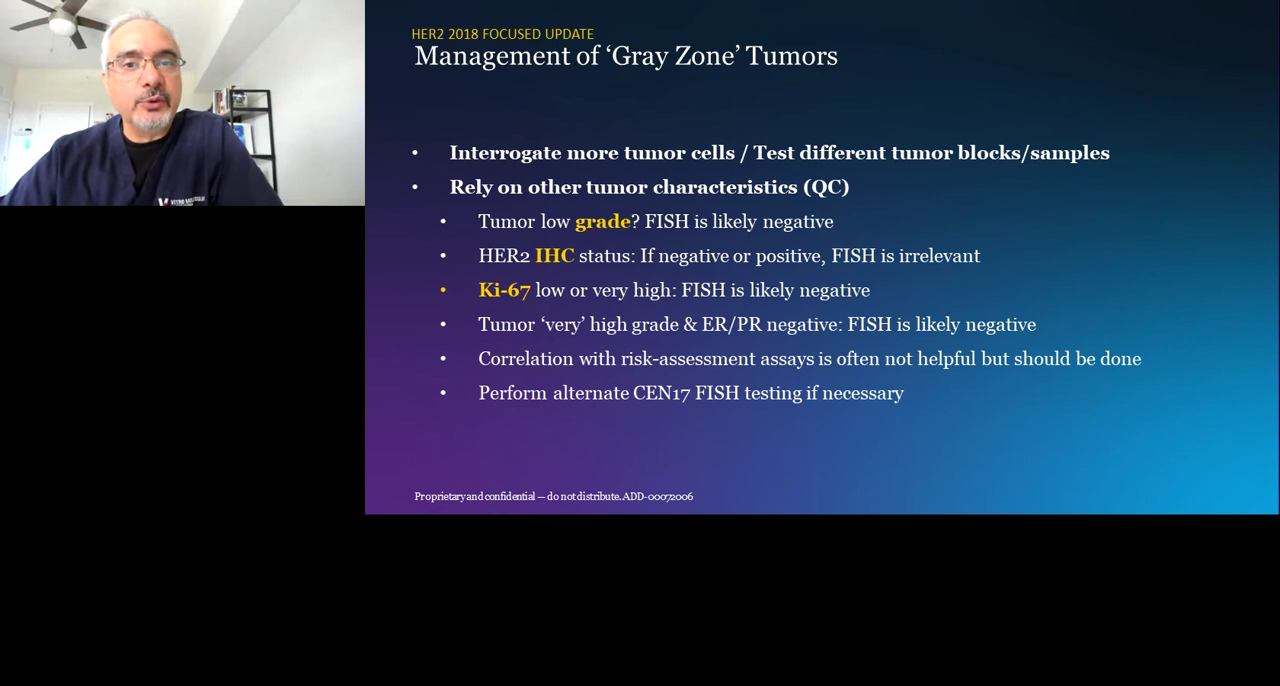 HER2 2018 FOCUSED UPDATE
Management of ‘Gray Zone’ Tumors
• Interrogate more tumor cells / Test different tumor blocks/samples
• Rely on other tumor characteristics (QC)
• Tumor low grade? FISH is likely negative
• HER2 IHC status: If negative or positive, FISH is irrelevant
• Ki-67 low or very high: FISH is likely negative
• Tumor ‘very’ high grade & ER/PR negative: FISH is likely negative
• Correlation with risk-assessment assays is often not helpful but should be done
• Perform alternate CEN17 FISH testing if necessary
Proprietary and confidential — do not distribute. ADD-00072006